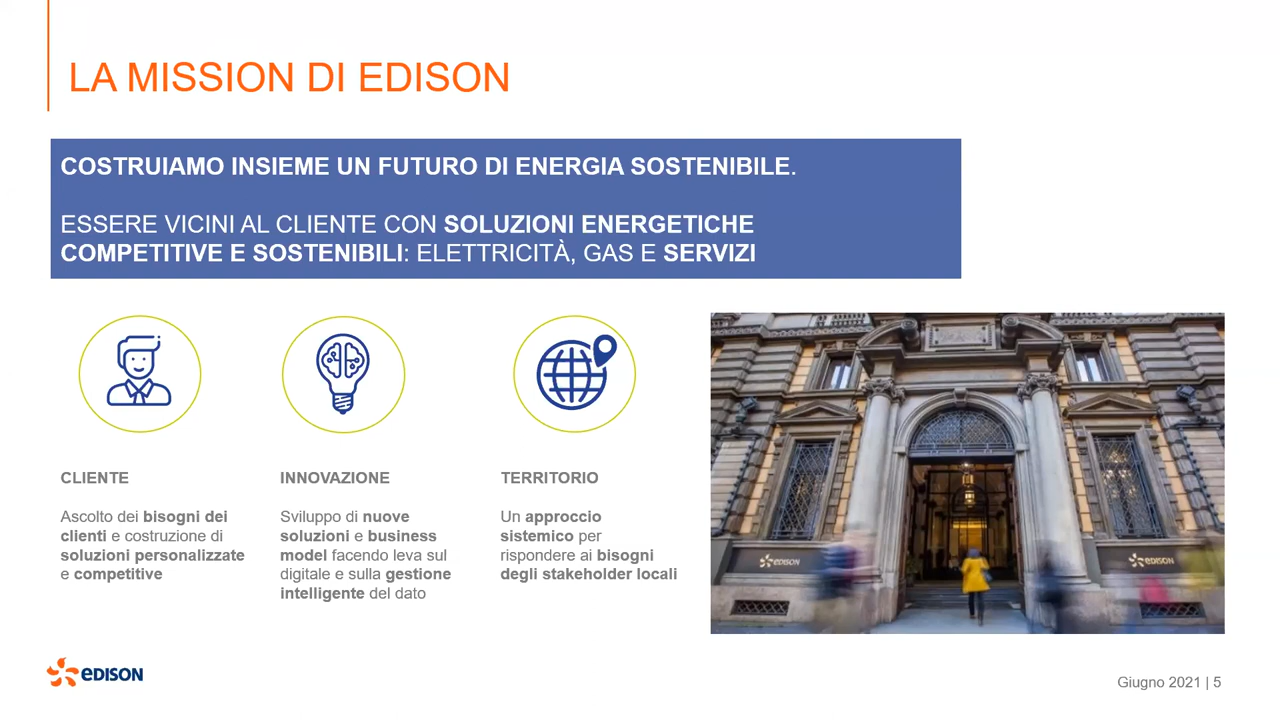 LA MISSION DI EDISON
COSTRUIAMO INSIEME UN FUTURO DI ENERGIA SOSTENIBILE.
ESSERE VICINI AL CLIENTE CON SOLUZIONI ENERGETICHE
COMPETITIVE E SOSTENIBILI: ELETTRICITÀ, GAS E SERVIZI
CLIENTE
Ascolto dei bisogni dei
clienti e costruzione di
soluzioni personalizzate
e competitive
INNOVAZIONE
Sviluppo di nuove
soluzioni e business
model facendo leva sul
digitale e sulla gestione
intelligente del dato
TERRITORIO
Un approccio
sistemico per
rispondere ai bisogni
degli stakeholder locali
EDISON
EDISON
EDISON
Giugno 2021 | 5